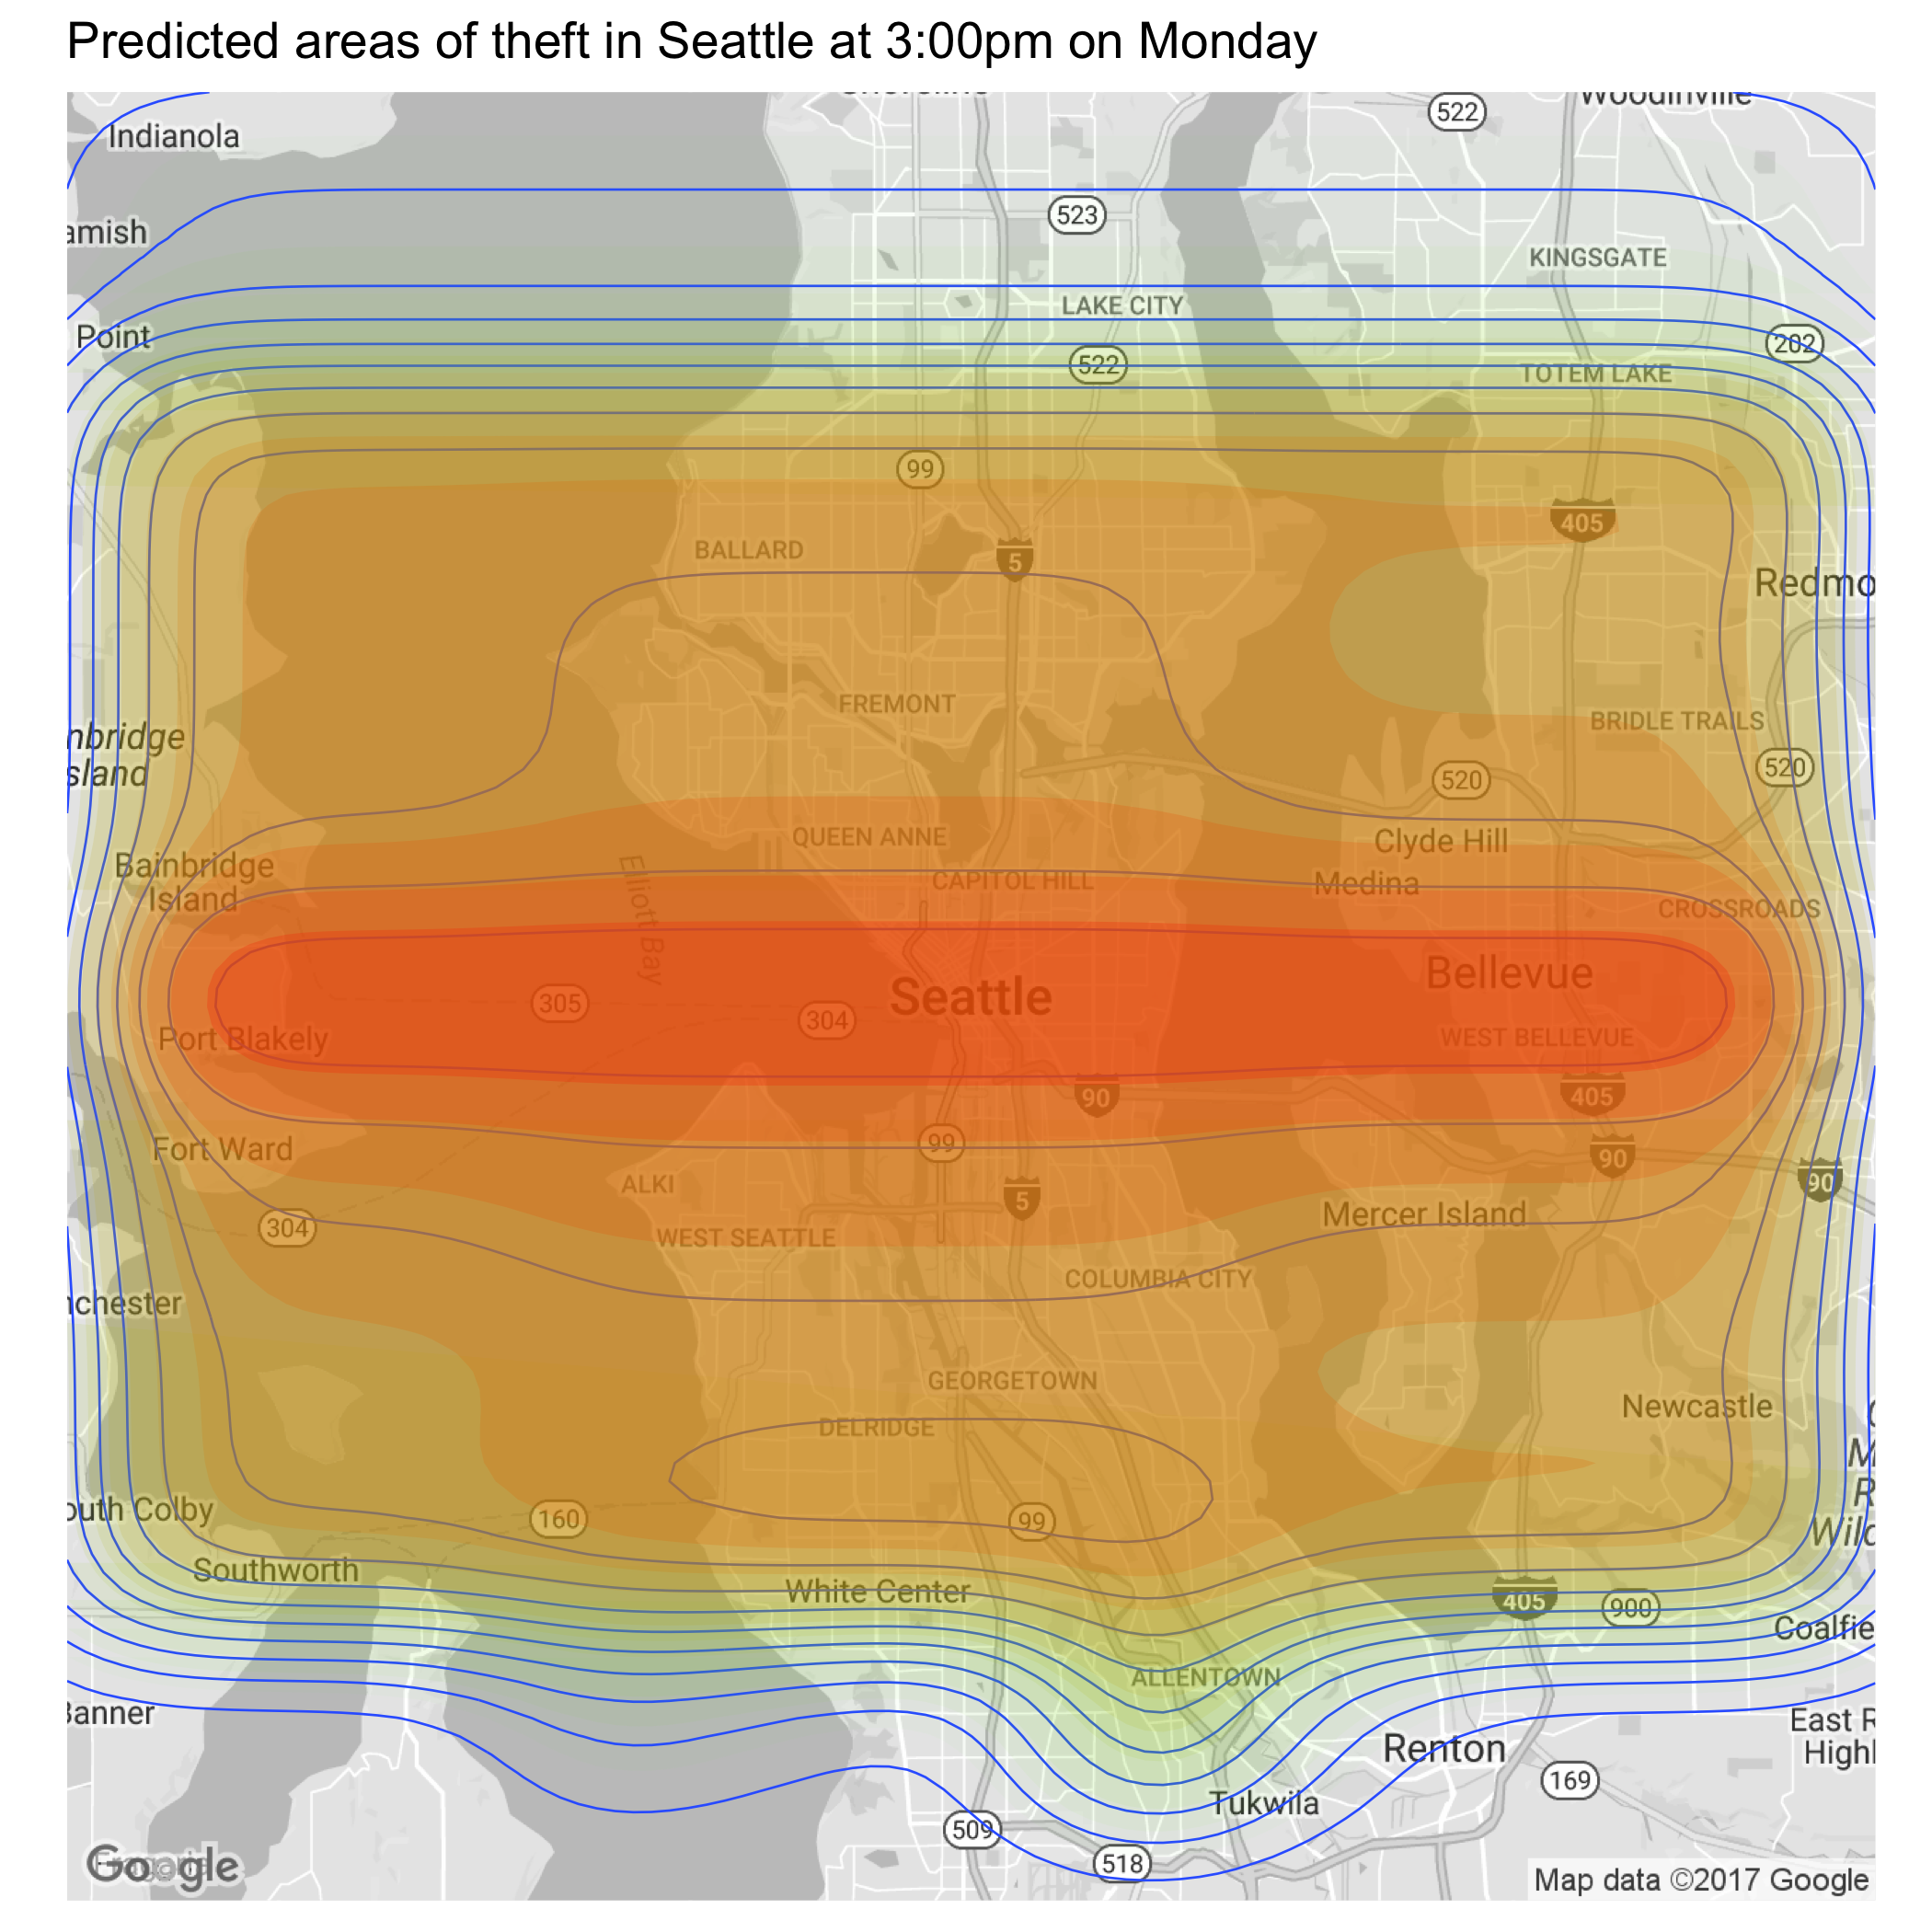 Predicted areas of theft in Seattle at 3:00pm on Monday
Shoreline
Woodinville
522
Indianola
523
amish
KINGSGATE
LAKE CITY
Point
202
522
TOTEM LAKE
99
405
BALLARD
5
Redmo
FREMONT
BRIDLE TRAILS
nbridge
sland
520
520
QUEEN ANNE
Clyde Hill
Bainbridge
Island
CAPITOL HILL
Medina
CROSSROADS
Elliott Bay
Bellevue
Seattle
305
304
Port Blakely
WEST BELLEVUE
90
405
Fort Ward
99
90
90
ALKI
5
Mercer Island
304
WEST SEATTLE
COLUMBIA CITY
nchester
GEORGETOWN
Newcastle
DELRIDGE
M
R
Wild
outh Colby
160
99
Southworth
White Center
405
900
Coalfie
ALLENTOWN
Banner
East R
Highl
Renton
169
Tukwila
509
518
Google
Map data ©2017 Google